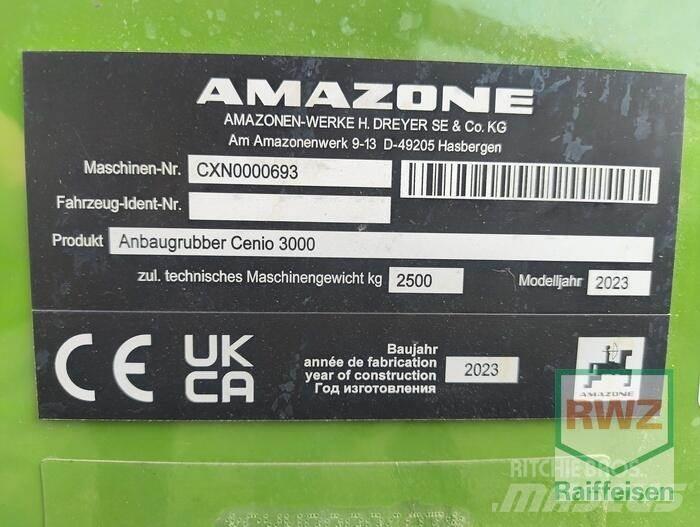 AMAZONE
AMAZONEN-WERKE H. DREYER SE & Co. KG
Am Amazonenwerk 9-13 D-49205 Hasbergen
Maschinen-Nr. CXN0000693
Fahrzeug-Ident-Nr.
Produkt Anbaugrubber Cenio 3000
zul. technisches Maschinengewicht kg 2500 Modelljahr 2023
CE UK CA
Baujahr
année de fabrication
year of construction 2023
Год изготовления
AMAZONE
RWZ
RITCHIE BROS.
Mascus
Raiffeisen